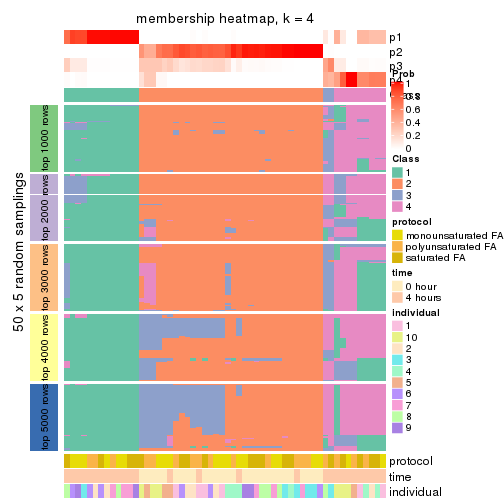 membership heatmap, k = 4
p1
p2
p3
p4
Prob
1
0.8
0.6
0.4
0.2
0
Class
1
2
3
4
protocol
monounsaturated FA
polyunsaturated FA
saturated FA
time
0 hour
4 hours
individual
1
10
2
3
4
5
6
7
8
9
50 x 5 random samplings
top 1000 rows
top 2000 rows
top 3000 rows
top 4000 rows
top 5000 rows
protocol
time
individual